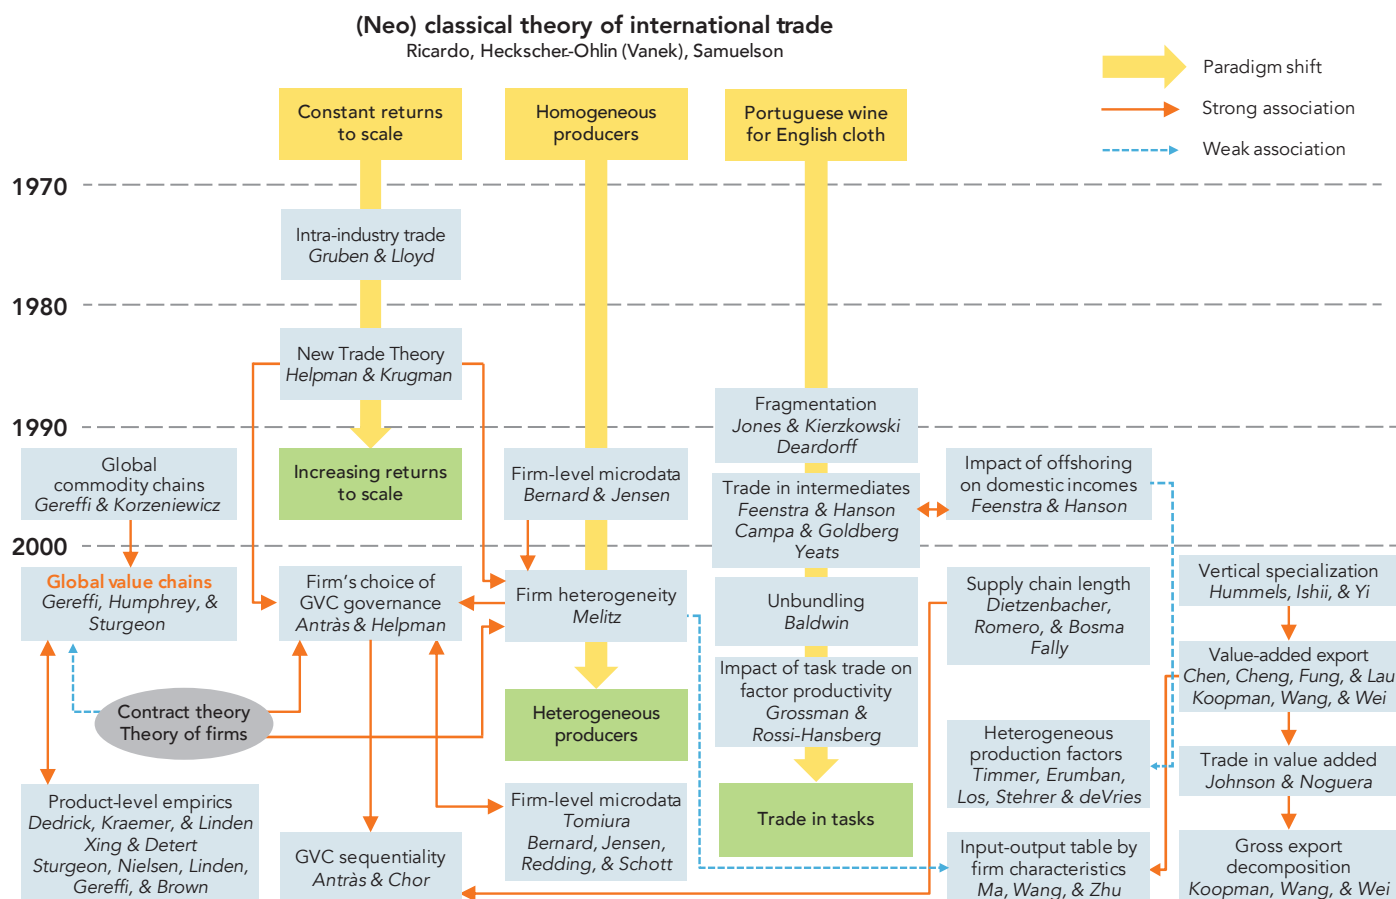 (Neo) classical theory of international trade
Ricardo, Heckscher-Ohlin (Vanek), Samuelson
Paradigm shift
Strong association
Weak association
Constant returns
to scale
Homogeneous
producers
Portuguese wine
for English cloth
1970
Intra-industry trade
Gruben & Lloyd
1980
New Trade Theory
Helpman & Krugman
Fragmentation
Jones & Kierzkowski
Deardorff
1990
Global
commodity chains
Gereffi & Korzeniewicz
Increasing returns
to scale
Firm-level microdata
Bernard & Jensen
Trade in intermediates
Feenstra & Hanson
Campa & Goldberg
Yeats
Impact of offshoring
on domestic incomes
Feenstra & Hanson
2000
Global value chains
Gereffi, Humphrey, &
Sturgeon
Firm's choice of
GVC governance
Antràs & Helpman
Firm heterogeneity
Melitz
Unbundling
Baldwin
Supply chain length
Dietzenbacher,
Romero, & Bosma
Fally
Vertical specialization
Hummels, Ishii, & Yi
Value-added export
Chen, Cheng, Fung, & Lau
Koopman, Wang, & Wei
Impact of task trade on
factor productivity
Grossman &
Rossi-Hansberg
Contract theory
Theory of firms
Heterogeneous
producers
Heterogeneous
production factors
Timmer, Erumban,
Los, Stehrer & deVries
Trade in value added
Johnson & Noguera
Product-level empirics
Dedrick, Kraemer, & Linden
Xing & Detert
Sturgeon, Nielsen, Linden,
Gereffi, & Brown
GVC sequentiality
Antràs & Chor
Firm-level microdata
Tomiura
Bernard, Jensen,
Redding, & Schott
Trade in tasks
Input-output table by
firm characteristics
Ma, Wang, & Zhu
Gross export
decomposition
Koopman, Wang, & Wei